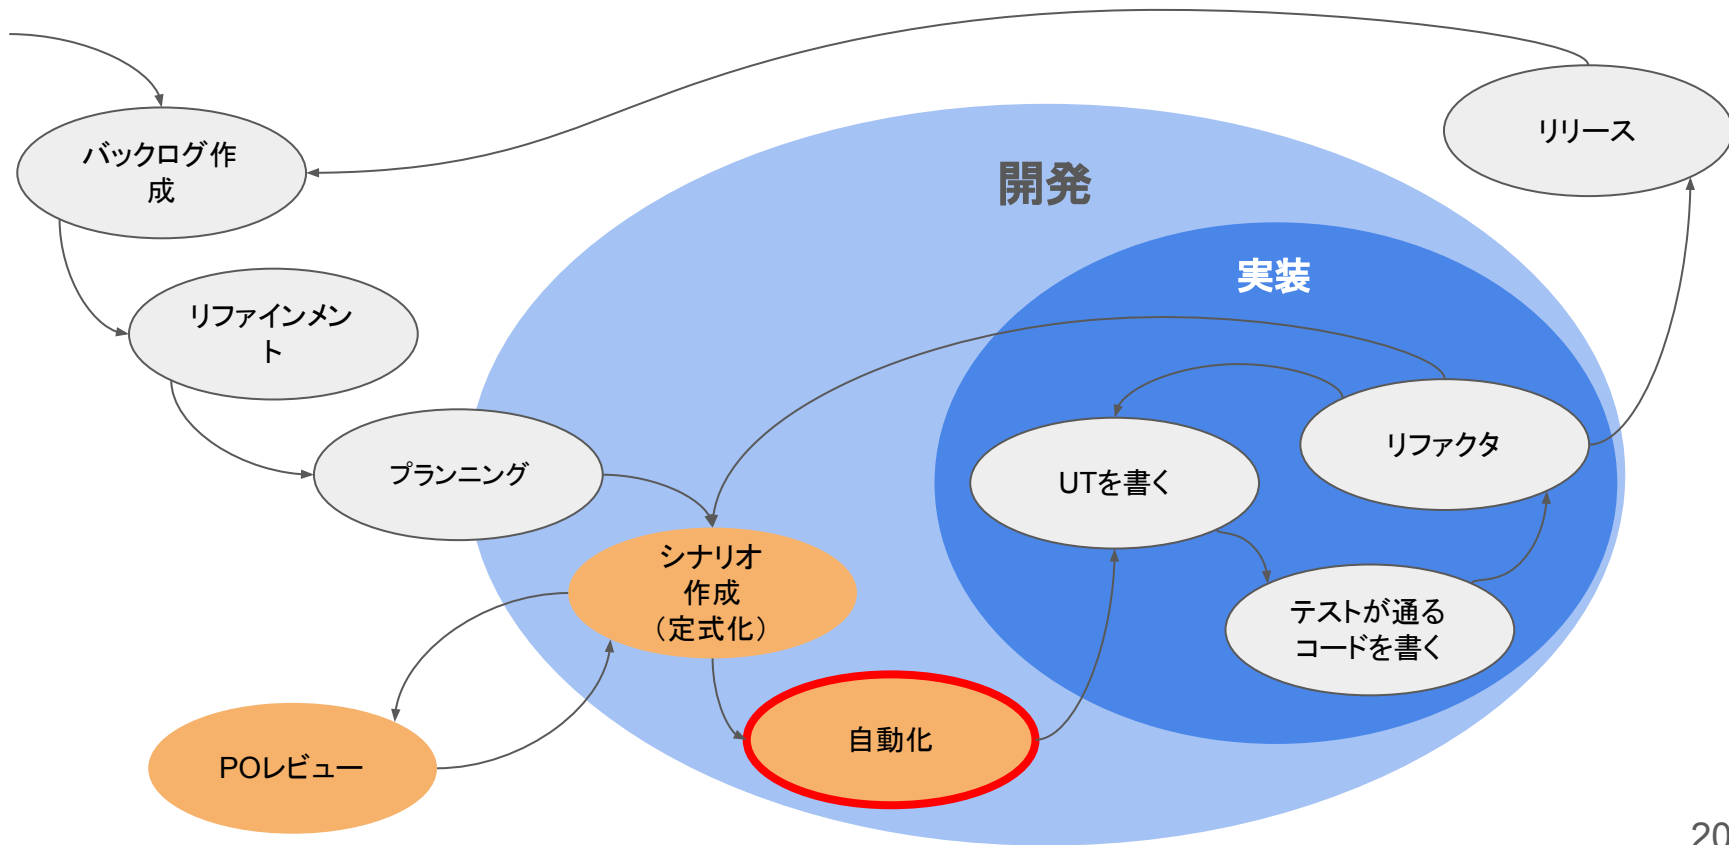 バックログ作
成
リリース
開発
実装
リファインメン
ト
プランニング
リファクタ
UTを書く
シナリオ
作成
（定式化）
テストが通る
コードを書く
自動化
POレビュー
20